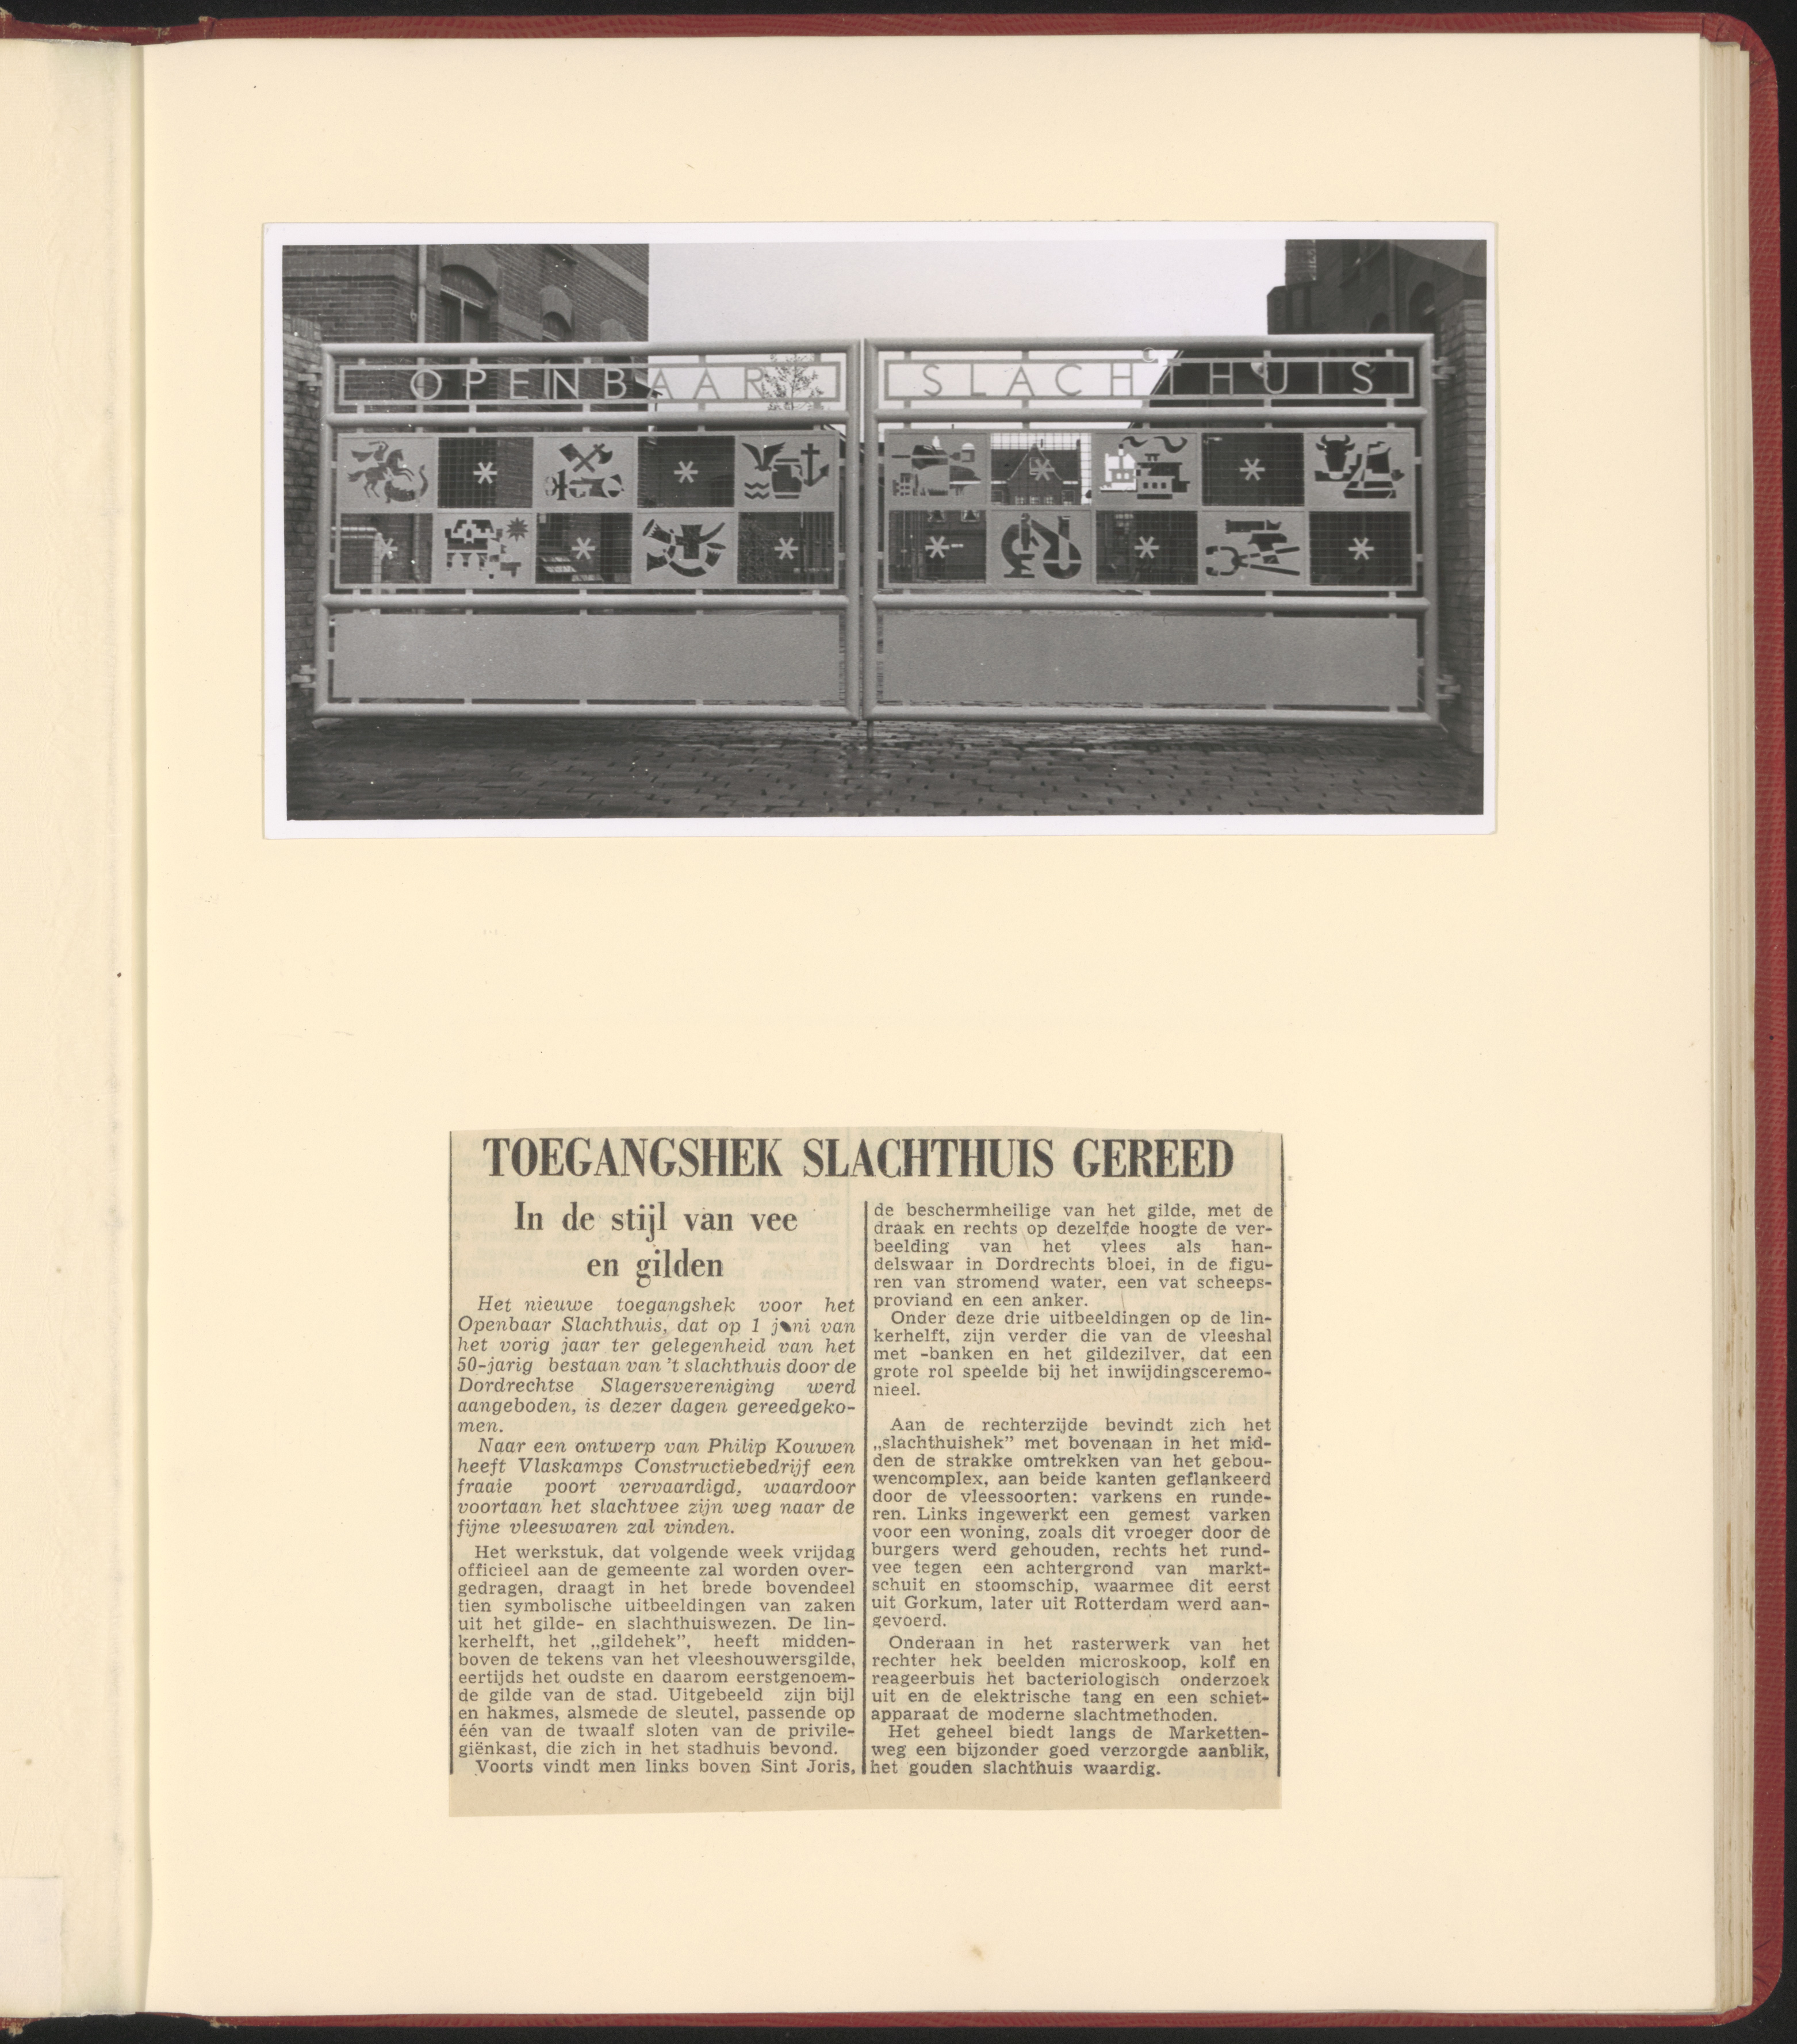 OPENBAAR SLACHTHUIS
TOEGANGSHEK SLACHTHUIS GEREED
In de stijl van vee
en gilden
Het nieuwe toegangshek voor het
Openbaar Slachthuis, dat op 1 juni van
het vorig jaar ter gelegenheid van het
50-jarig bestaan van 't slachthuis door de
Dordrechtse Slagersvereniging werd
aangeboden, is dezer dagen gereedgeko-
men.
Naar een ontwerp van Philip Kouwen
heeft Vlaskamps Constructiebedrijf een
fraaie poort vervaardigd, waardoor
voortaan het slachtvee zijn weg naar de
fijne vleeswaren zal vinden.
Het werkstuk, dat volgende week vrijdag
officieel aan de gemeente zal worden over-
gedragen, draagt in het brede bovendeel
tien symbolische uitbeeldingen van zaken
uit het gilde- en slachthuiswezen. De lin-
kerhelft, het „gildehek”, heeft midden-
boven de tekens van het vleeshouwersgilde,
eertijds het oudste en daarom eerstgenoem-
de gilde van de stad. Uitgebeeld zijn bijl
en hakmes, alsmede de sleutel, passende op
één van de twaalf sloten van de privile-
giënkast, die zich in het stadhuis bevond.
Voorts vindt men links boven Sint Joris,
de beschermheilige van het gilde, met de
draak en rechts op dezelfde hoogte de ver-
beelding van het vlees als han-
delswaar in Dordrechts bloei, in de figu-
ren van stromend water, een vat scheeps-
proviand en een anker.
Onder deze drie uitbeeldingen op de lin-
kerhelft, zijn verder die van de vleeshal
met -banken en het gildezilver, dat een
grote rol speelde bij het inwijdingsceremo-
nieel.
Aan de rechterzijde bevindt zich het
„slachthuishek” met bovenaan in het mid-
den de strakke omtrekken van het gebou-
wencomplex, aan beide kanten geflankeerd
door de vleessoorten: varkens en runde-
ren. Links ingewerkt een gemest varken
voor een woning, zoals dit vroeger door de
burgers werd gehouden, rechts het rund-
vee tegen een achtergrond van markt-
schuit en stoomschip, waarmee dit eerst
uit Gorkum, later uit Rotterdam werd aan-
gevoerd.
Onderaan in het rasterwerk van het
rechter hek beelden microskoop, kolf en
reageerbuis het bacteriologisch onderzoek
uit en de elektrische tang en een schiet-
apparaat de moderne slachtmethoden.
Het geheel biedt langs de Marketten-
weg een bijzonder goed verzorgde aanblik,
het gouden slachthuis waardig.